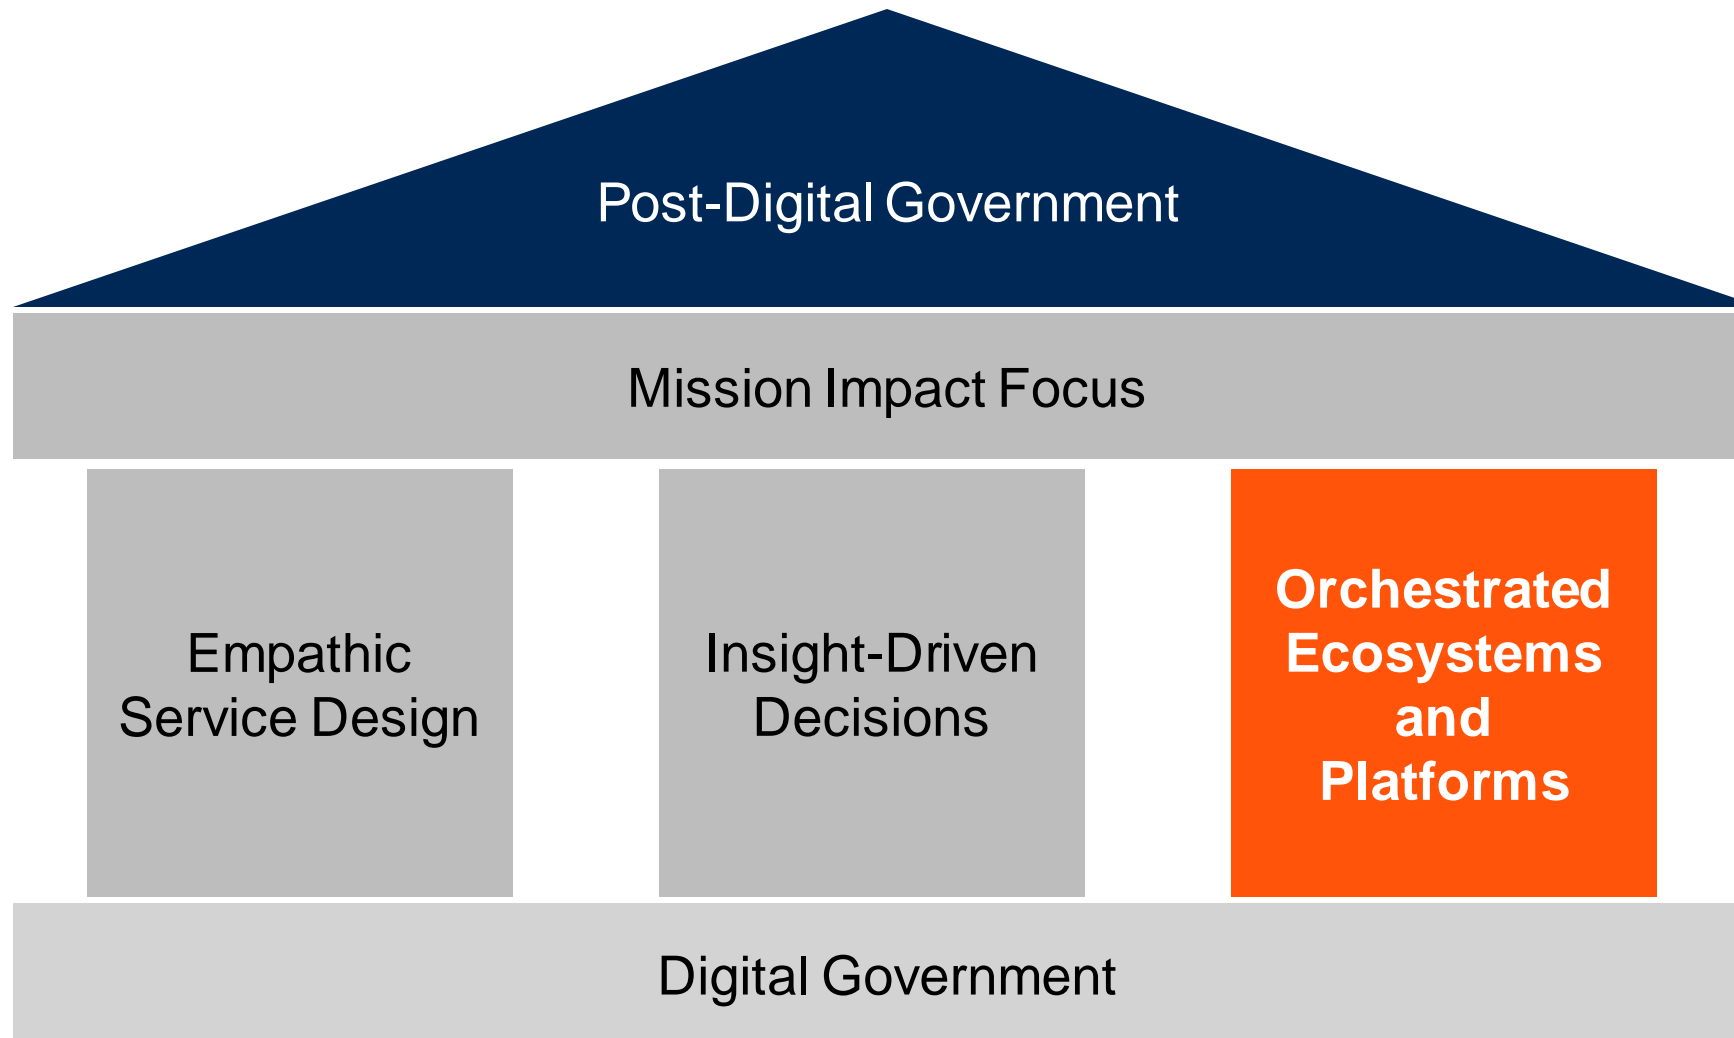 Post-Digital Government
Mission Impact Focus
Empathic
Service Design
Insight-Driven
Decisions
Orchestrated
Ecosystems
and
Platforms
Digital Government